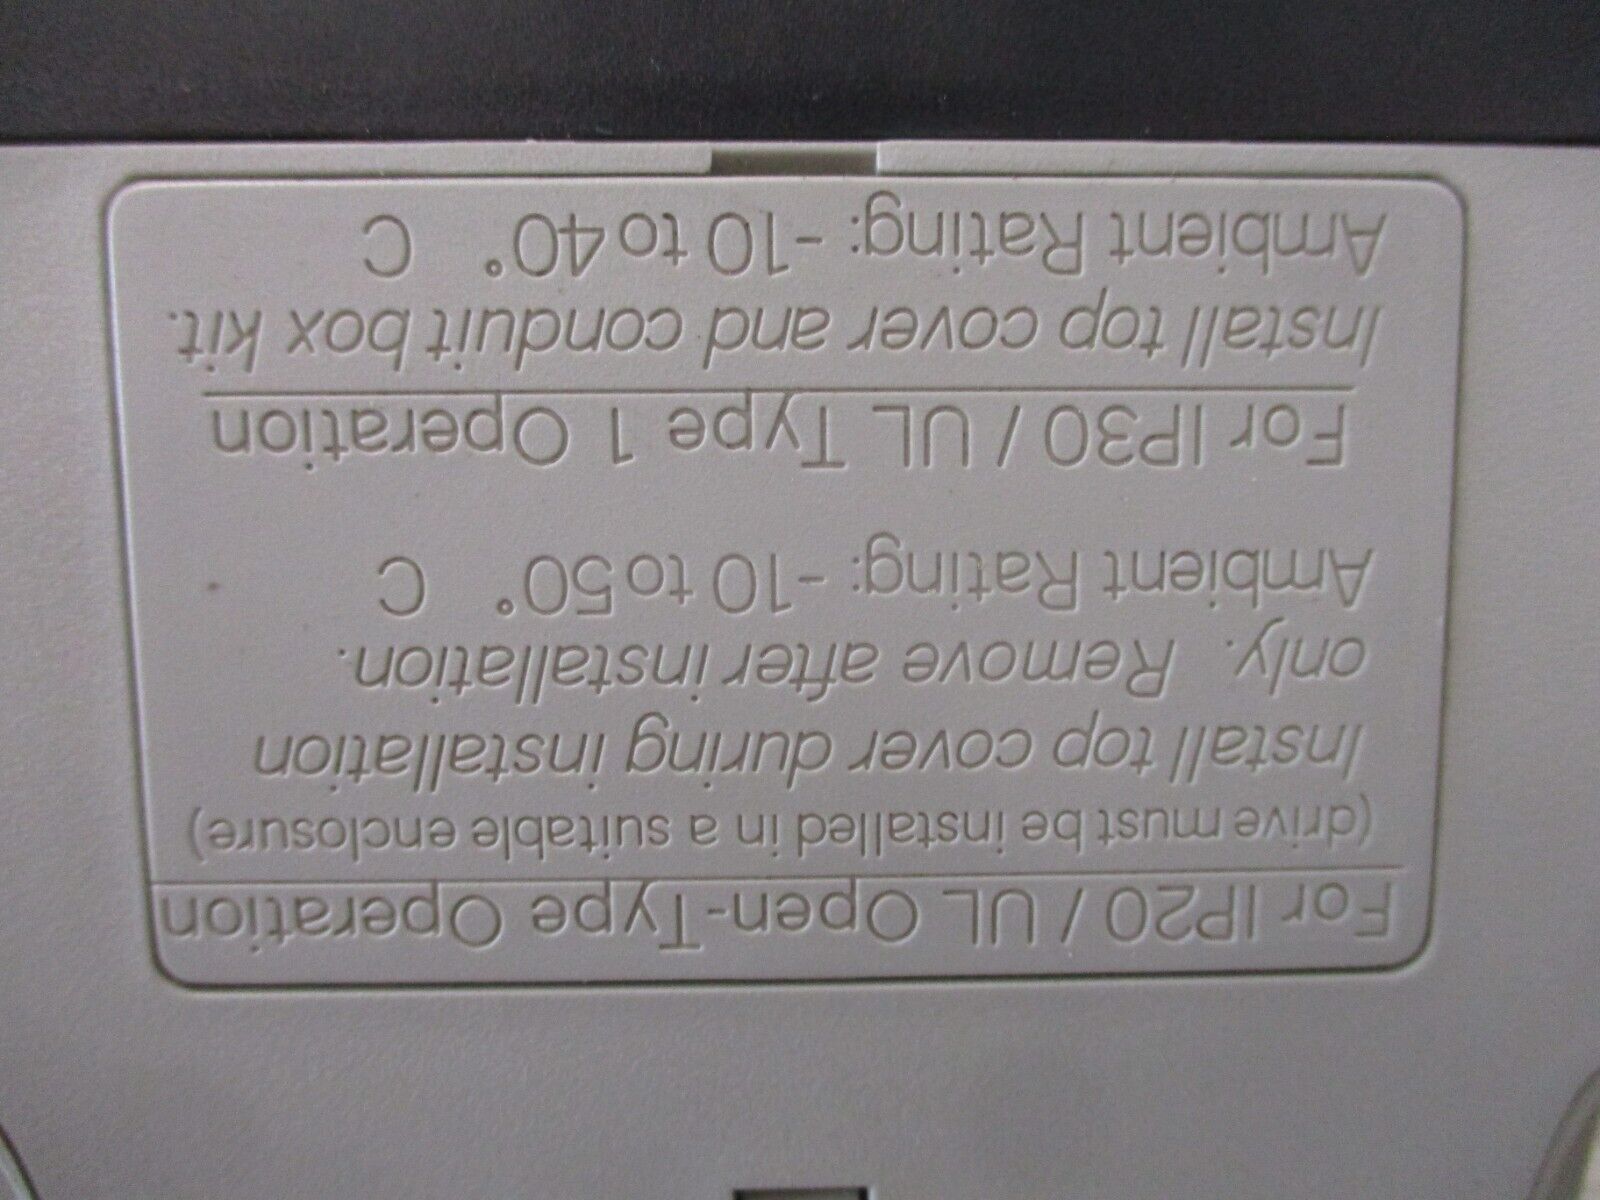 For IP20 / UL Open-Type Operation
(drive must be installed in a suitable enclosure)
Install top cover during installation
only. Remove after installation.
Ambient Rating: -10 to 50° C
For IP30 / UL Type 1 Operation
Install top cover and conduit box kit.
Ambient Rating: -10 to 40° C